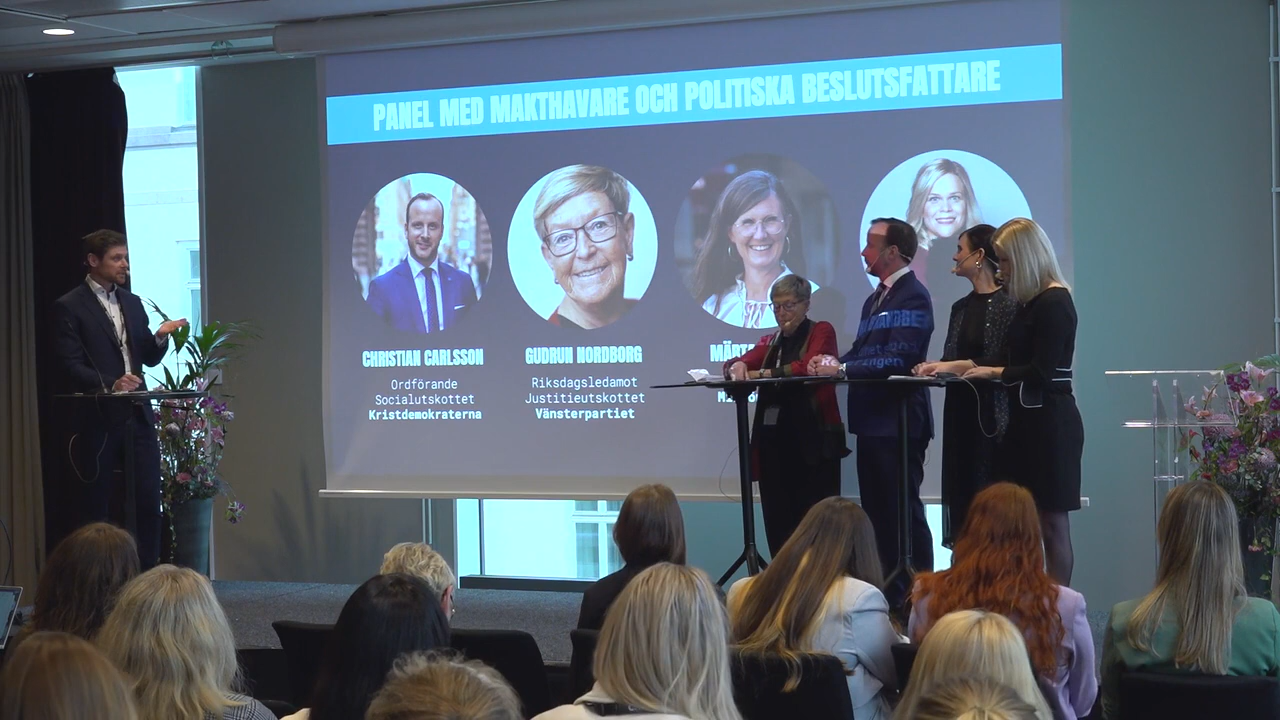 PANEL MED MAKTHAVARE OCH POLITISKA BESLUTSFATTARE
CHRISTIAN CARLSSON
Ordförande
Socialutskottet
Kristdemokraterna
GUDRUN NORDBORG
Riksdagsledamot
Justitieutskottet
Vänsterpartiet